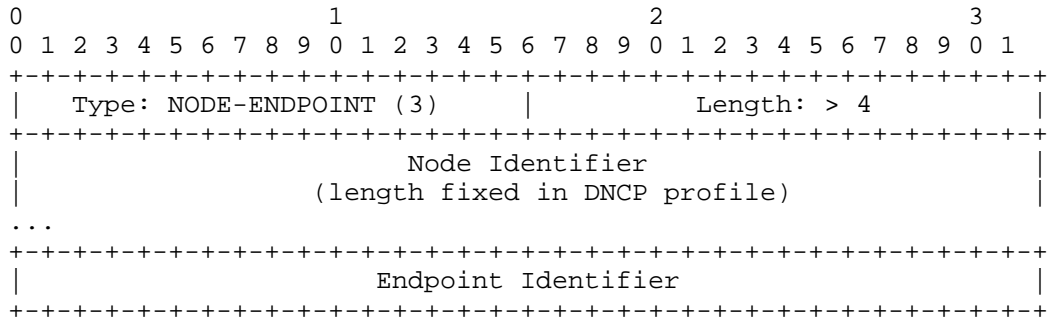 0                   1                   2                   3
0 1 2 3 4 5 6 7 8 9 0 1 2 3 4 5 6 7 8 9 0 1 2 3 4 5 6 7 8 9 0 1
+-+-+-+-+-+-+-+-+-+-+-+-+-+-+-+-+-+-+-+-+-+-+-+-+-+-+-+-+-+-+-+-+
|   Type: NODE-ENDPOINT (3)     |          Length: > 4          |
+-+-+-+-+-+-+-+-+-+-+-+-+-+-+-+-+-+-+-+-+-+-+-+-+-+-+-+-+-+-+-+-+
|                        Node Identifier                        |
|                  (length fixed in DNCP profile)               |
...
+-+-+-+-+-+-+-+-+-+-+-+-+-+-+-+-+-+-+-+-+-+-+-+-+-+-+-+-+-+-+-+-+
|                      Endpoint Identifier                      |
+-+-+-+-+-+-+-+-+-+-+-+-+-+-+-+-+-+-+-+-+-+-+-+-+-+-+-+-+-+-+-+-+